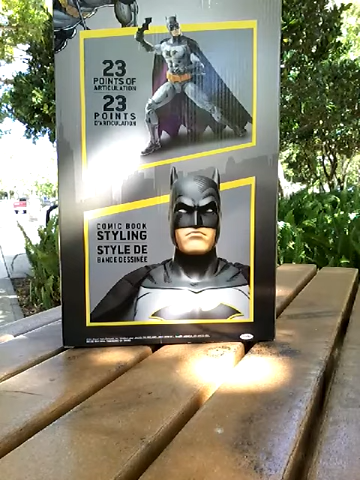 23
POINTS OF
ARTICULATION
23
POINTS
D'ARTICULATION
COMIC BOOK
STYLING
STYLE DE
BANDE DESSINÉE